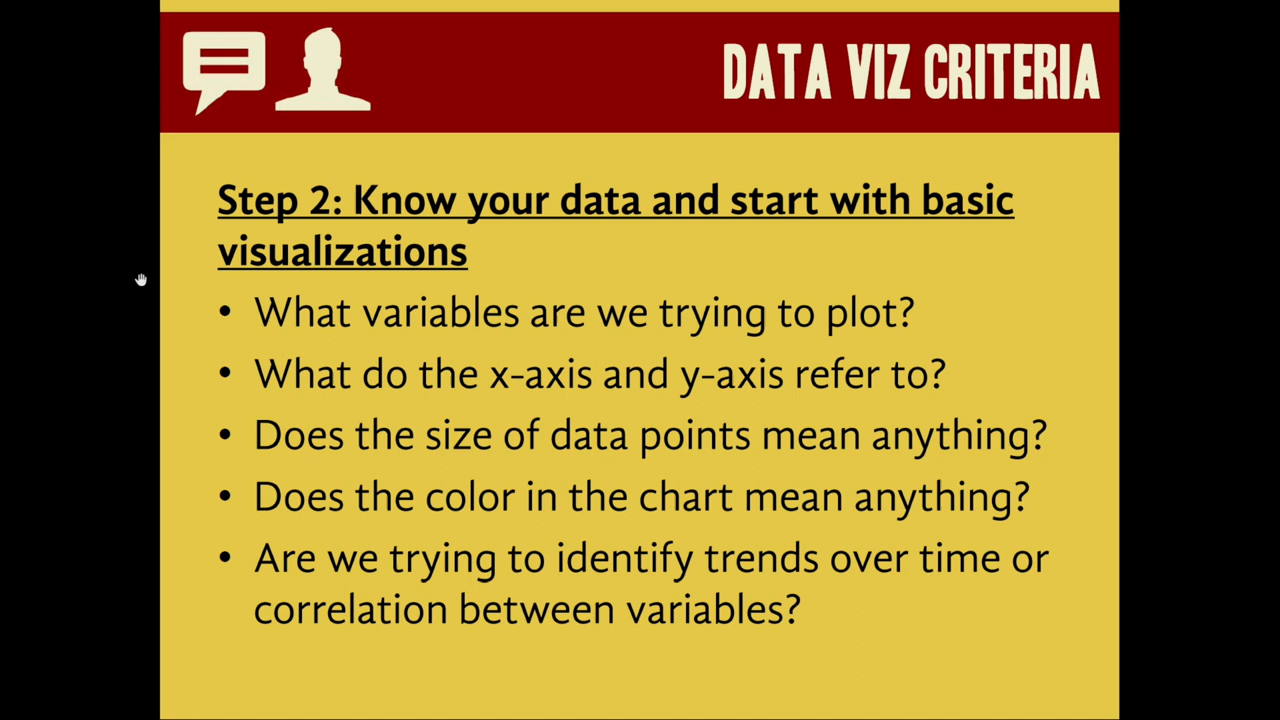 DATA VIZ CRITERIA
Step 2: Know your data and start with basic
visualizations
• What variables are we trying to plot?
• What do the x-axis and y-axis refer to?
• Does the size of data points mean anything?
• Does the color in the chart mean anything?
• Are we trying to identify trends over time or
correlation between variables?